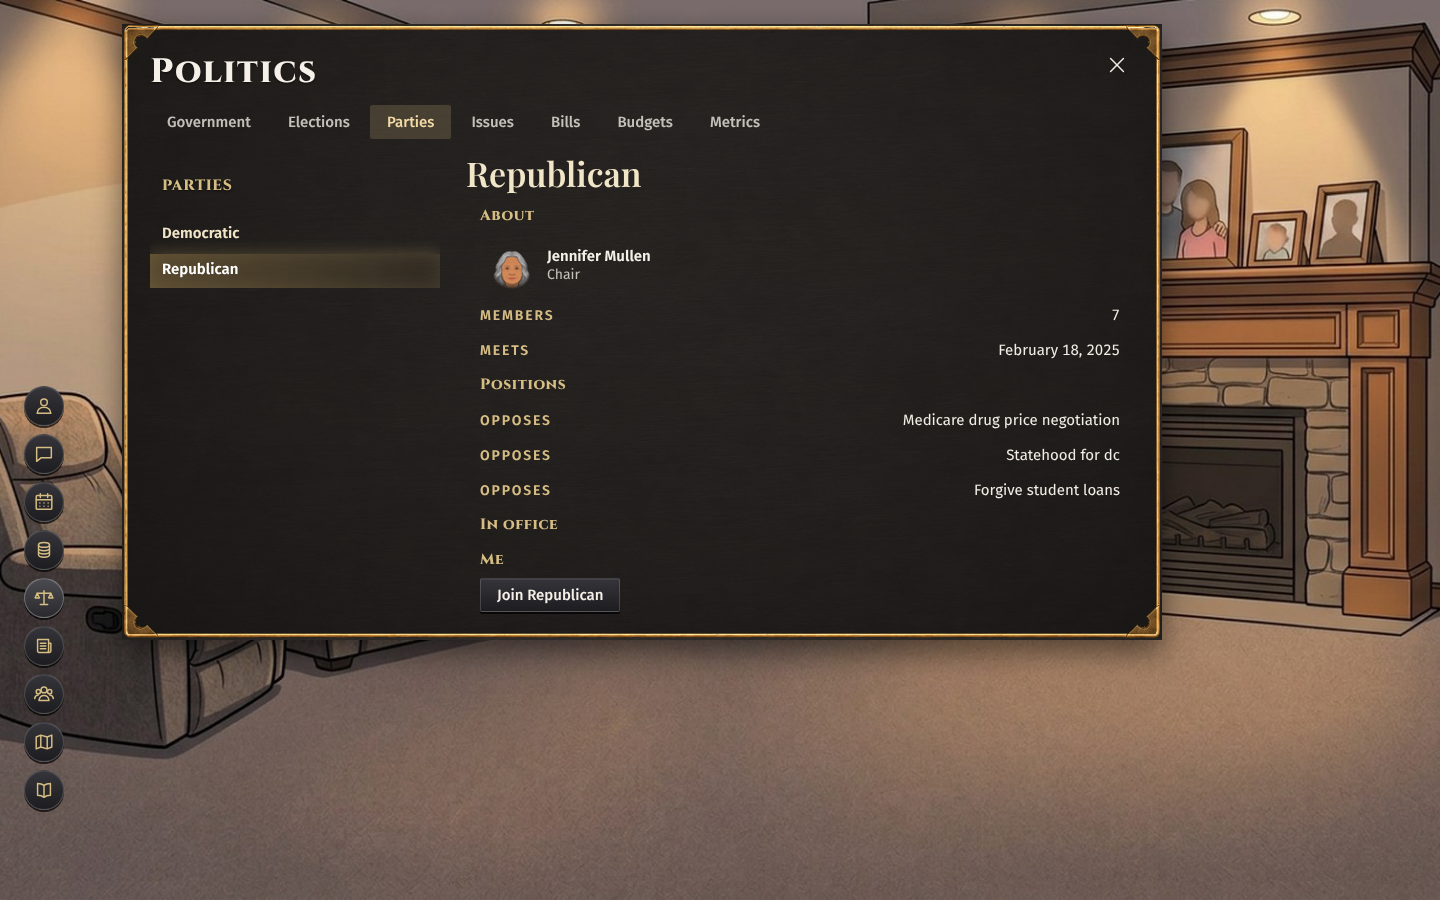 Politics
Government Elections Parties Issues Bills Budgets Metrics
Parties
Democratic
Republican
Republican
About
Jennifer Mullen
Chair
MEMBERS 7
MEETS February 18, 2025
Positions
OPPOSES Medicare drug price negotiation
OPPOSES Statehood for dc
OPPOSES Forgive student loans
In office
Me
Join Republican